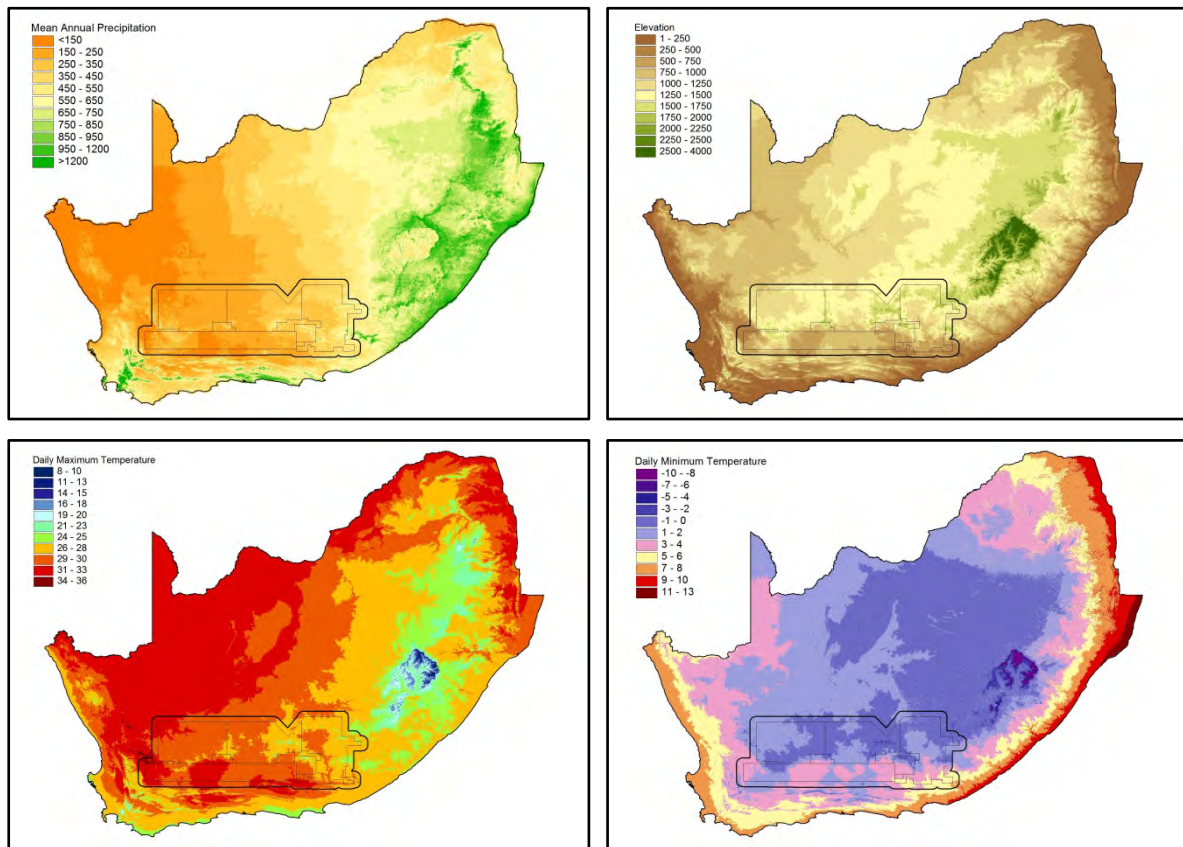 Mean Annual Precipitation
<150
150 - 250
250 - 350
350 - 450
450 - 550
550 - 650
650 - 750
750 - 850
850 - 950
950 - 1200
>1200
Elevation
1 - 250
250 - 500
500 - 750
750 - 1000
1000 - 1250
1250 - 1500
1500 - 1750
1750 - 2000
2000 - 2250
2250 - 2500
2500 - 4000
Daily Maximum Temperature
8 - 10
11 - 13
14 - 15
16 - 18
19 - 20
21 - 23
24 - 25
26 - 28
29 - 30
31 - 33
34 - 36
Daily Minimum Temperature
-10 - -8
-7 - -6
-5 - -4
-3 - -2
-1 - 0
1 - 2
3 - 4
5 - 6
7 - 8
9 - 10
11 - 13